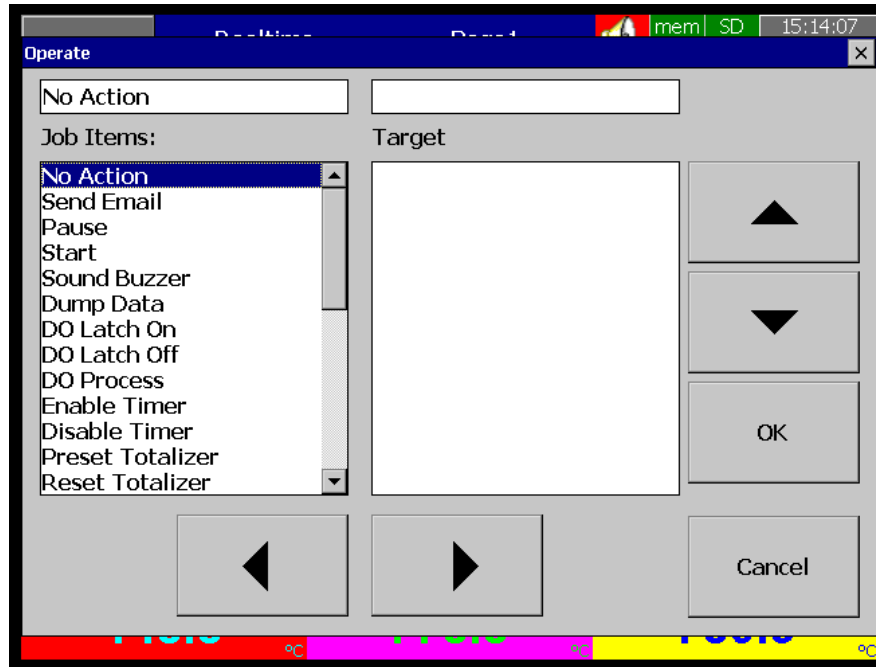 mem SD 15:14:07
Operate
No Action
Job Items: Target
No Action
Send Email
Pause
Start
Sound Buzzer
Dump Data
DO Latch On
DO Latch Off
DO Process
Enable Timer
Disable Timer
Preset Totalizer
Reset Totalizer
OK
Cancel
°C °C °C